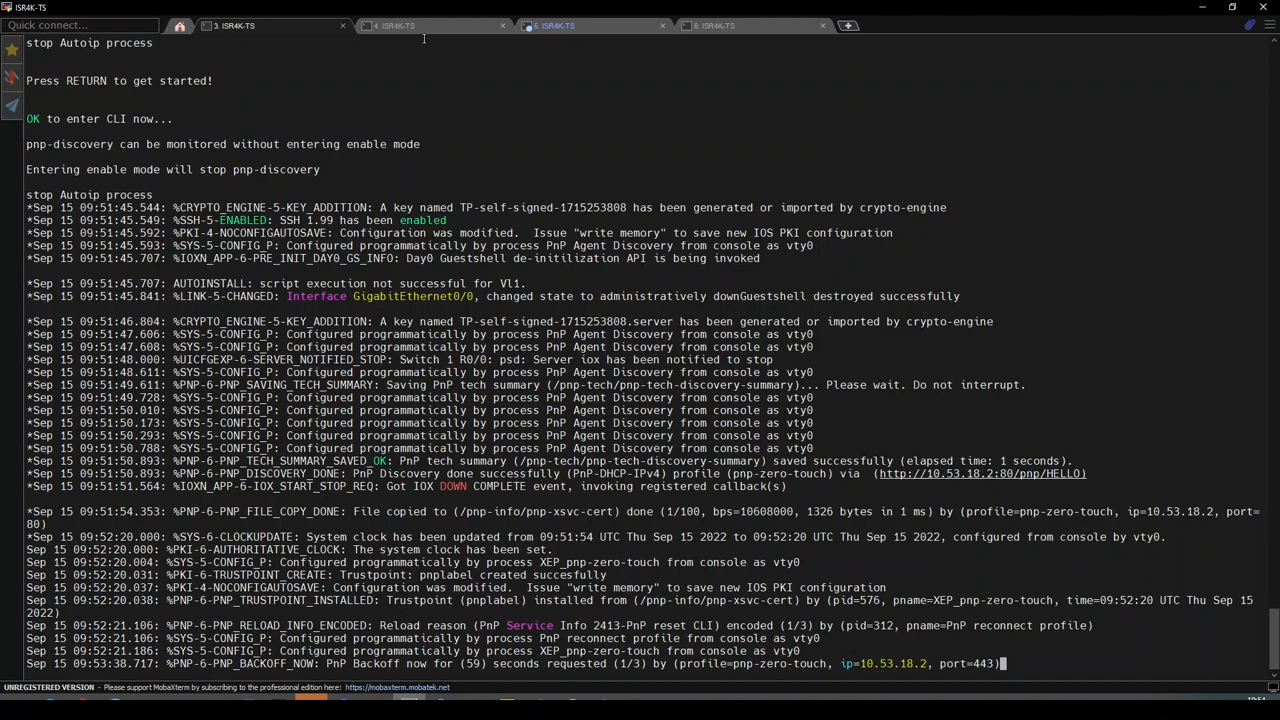 ISR4K-TS
Quick connect...
3. ISR4K-TS
4. ISR4K-TS
5. ISR4K-TS
6. ISR4K-TS
stop Autoip process
Press RETURN to get started!
OK to enter CLI now...
pnp-discovery can be monitored without entering enable mode
Entering enable mode will stop pnp-discovery
stop Autoip process
*Sep 15 09:51:45.544: %CRYPTO_ENGINE-5-KEY_ADDITION: A key named TP-self-signed-1715253808 has been generated or imported by crypto-engine
*Sep 15 09:51:45.549: %SSH-5-ENABLED: SSH 1.99 has been enabled
*Sep 15 09:51:45.592: %PKI-4-NOCONFIGAUTOSAVE: Configuration was modified.  Issue "write memory" to save new IOS PKI configuration
*Sep 15 09:51:45.593: %SYS-5-CONFIG_P: Configured programmatically by process PnP Agent Discovery from console as vty0
*Sep 15 09:51:45.707: %IOXN_APP-6-PRE_INIT_DAY0_GS_INFO: Day0 Guestshell de-initilization API is being invoked
*Sep 15 09:51:45.707: AUTOINSTALL: script execution not successful for Vl1.
*Sep 15 09:51:45.841: %LINK-5-CHANGED: Interface GigabitEthernet0/0, changed state to administratively downGuestshell destroyed successfully
*Sep 15 09:51:46.804: %CRYPTO_ENGINE-5-KEY_ADDITION: A key named TP-self-signed-1715253808.server has been generated or imported by crypto-engine
*Sep 15 09:51:47.606: %SYS-5-CONFIG_P: Configured programmatically by process PnP Agent Discovery from console as vty0
*Sep 15 09:51:47.608: %SYS-5-CONFIG_P: Configured programmatically by process PnP Agent Discovery from console as vty0
*Sep 15 09:51:48.000: %UICFGEXP-6-SERVER_NOTIFIED_STOP: Switch 1 R0/0: psd: Server iox has been notified to stop
*Sep 15 09:51:48.611: %SYS-5-CONFIG_P: Configured programmatically by process PnP Agent Discovery from console as vty0
*Sep 15 09:51:49.611: %PNP-6-PNP_SAVING_TECH_SUMMARY: Saving PnP tech summary (/pnp-tech/pnp-tech-discovery-summary)... Please wait. Do not interrupt.
*Sep 15 09:51:49.728: %SYS-5-CONFIG_P: Configured programmatically by process PnP Agent Discovery from console as vty0
*Sep 15 09:51:50.010: %SYS-5-CONFIG_P: Configured programmatically by process PnP Agent Discovery from console as vty0
*Sep 15 09:51:50.173: %SYS-5-CONFIG_P: Configured programmatically by process PnP Agent Discovery from console as vty0
*Sep 15 09:51:50.293: %SYS-5-CONFIG_P: Configured programmatically by process PnP Agent Discovery from console as vty0
*Sep 15 09:51:50.788: %SYS-5-CONFIG_P: Configured programmatically by process PnP Agent Discovery from console as vty0
*Sep 15 09:51:50.893: %PNP-6-PNP_TECH_SUMMARY_SAVED_OK: PnP tech summary (/pnp-tech/pnp-tech-discovery-summary) saved successfully (elapsed time: 1 seconds).
*Sep 15 09:51:50.893: %PNP-6-PNP_DISCOVERY_DONE: PnP Discovery done successfully (PnP-DHCP-IPv4) profile (pnp-zero-touch) via  (http://10.53.18.2:80/pnp/HELLO)
*Sep 15 09:51:51.564: %IOXN_APP-6-IOX_START_STOP_REQ: Got IOX DOWN COMPLETE event, invoking registered callback(s)
*Sep 15 09:51:54.353: %PNP-6-PNP_FILE_COPY_DONE: File copied to (/pnp-info/pnp-xsvc-cert) done (1/100, bps=10608000, 1326 bytes in 1 ms) by (profile=pnp-zero-touch, ip=10.53.18.2, port=
80)
*Sep 15 09:52:20.000: %SYS-6-CLOCKUPDATE: System clock has been updated from 09:51:54 UTC Thu Sep 15 2022 to 09:52:20 UTC Thu Sep 15 2022, configured from console by vty0.
Sep 15 09:52:20.000: %PKI-6-AUTHORITATIVE_CLOCK: The system clock has been set.
Sep 15 09:52:20.004: %SYS-5-CONFIG_P: Configured programmatically by process XEP_pnp-zero-touch from console as vty0
Sep 15 09:52:20.031: %PKI-6-TRUSTPOINT_CREATE: Trustpoint: pnplabel created succesfully
Sep 15 09:52:20.037: %PKI-4-NOCONFIGAUTOSAVE: Configuration was modified.  Issue "write memory" to save new IOS PKI configuration
Sep 15 09:52:20.038: %PNP-6-PNP_TRUSTPOINT_INSTALLED: Trustpoint (pnplabel) installed from (/pnp-info/pnp-xsvc-cert) by (pid=576, pname=XEP_pnp-zero-touch, time=09:52:20 UTC Thu Sep 15
2022)
Sep 15 09:52:21.106: %PNP-6-PNP_RELOAD_INFO_ENCODED: Reload reason (PnP Service Info 2413-PnP reset CLI) encoded (1/3) by (pid=312, pname=PnP reconnect profile)
Sep 15 09:52:21.106: %SYS-5-CONFIG_P: Configured programmatically by process PnP reconnect profile from console as vty0
Sep 15 09:52:21.186: %SYS-5-CONFIG_P: Configured programmatically by process XEP_pnp-zero-touch from console as vty0
Sep 15 09:53:38.717: %PNP-6-PNP_BACKOFF_NOW: PnP Backoff now for (59) seconds requested (1/3) by (profile=pnp-zero-touch, ip=10.53.18.2, port=443)
UNREGISTERED VERSION - Please support MobaXterm by subscribing to the professional edition here: https://mobaxterm.mobatek.net